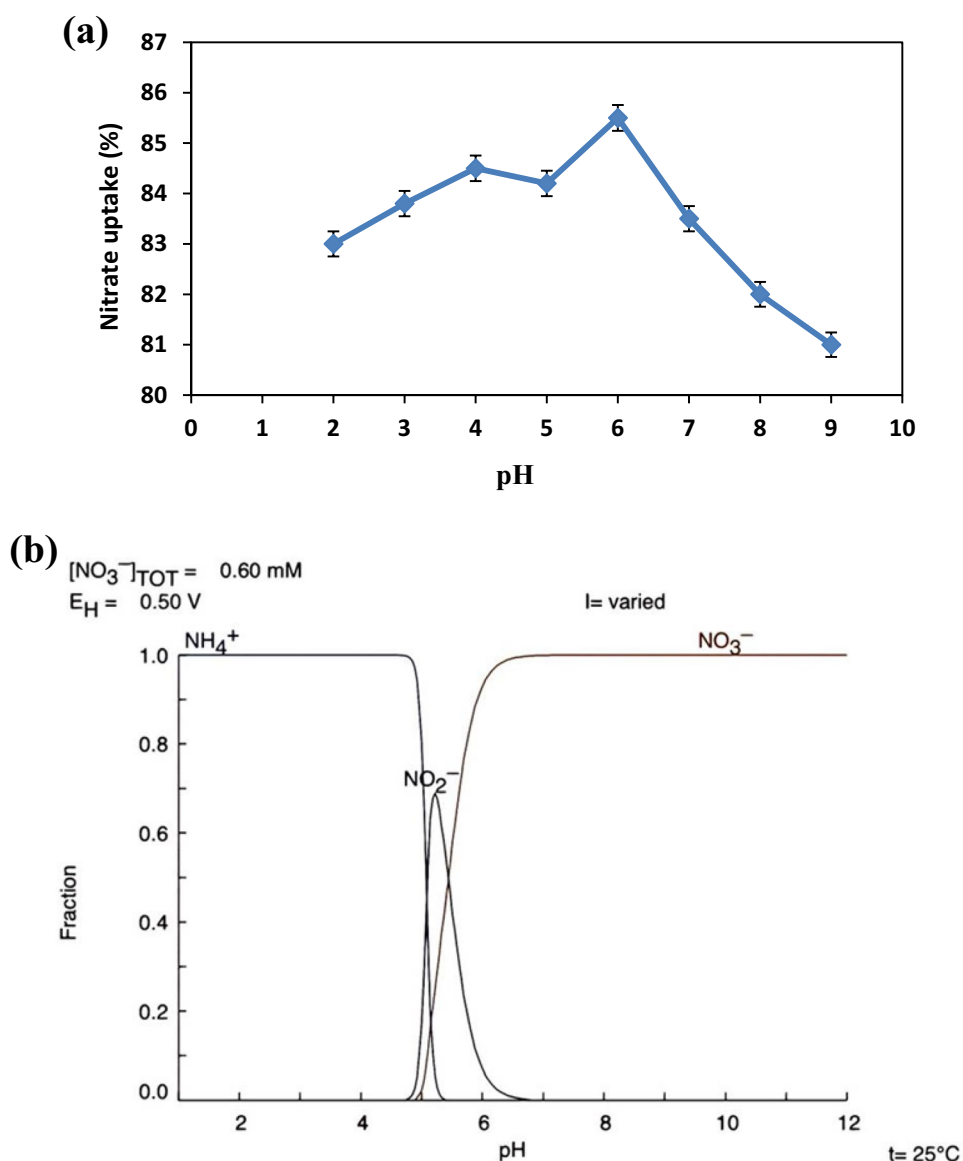 (a)
Nitrate uptake (%)
87
86
85
84
83
82
81
80
0 1 2 3 4 5 6 7 8 9 10
pH
(b)
[NO₃⁻]TOT = 0.60 mM
E_H = 0.50 V
I= varied
NH₄⁺
NO₃⁻
NO₂⁻
Fraction
1.0
0.8
0.6
0.4
0.2
0.0
2 4 6 8 10 12
pH
t= 25°C